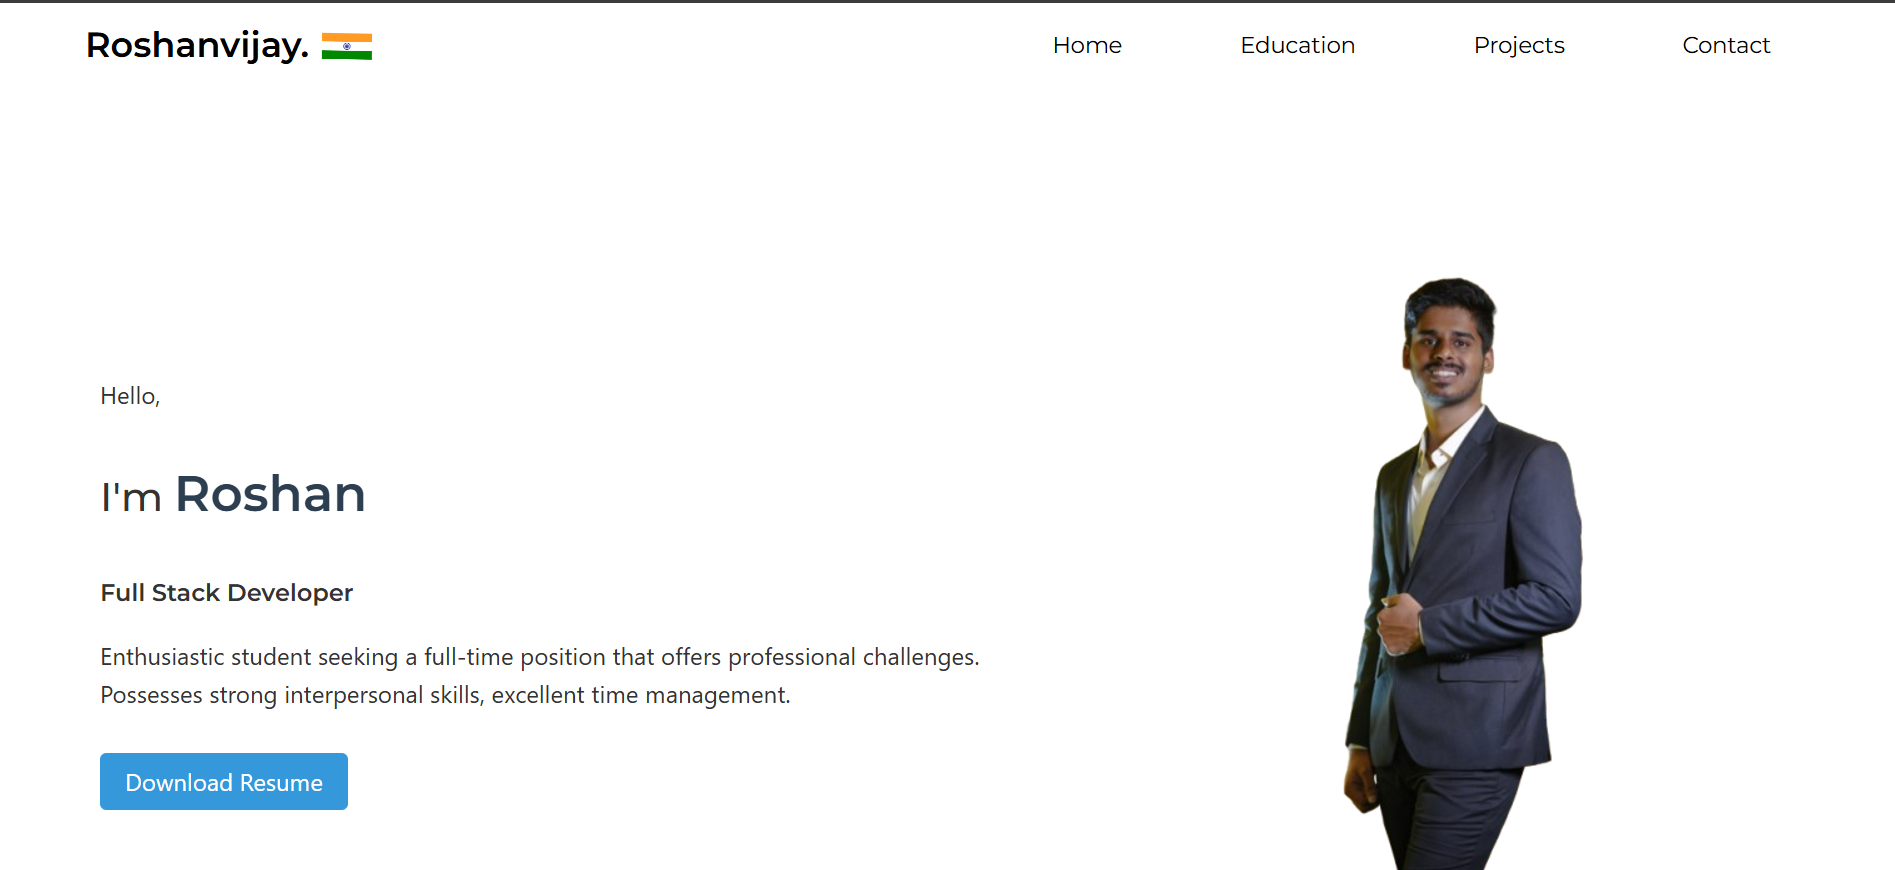 Roshanvijay.
Home Education Projects Contact
Hello,
I'm Roshan
Full Stack Developer
Enthusiastic student seeking a full-time position that offers professional challenges.
Possesses strong interpersonal skills, excellent time management.
Download Resume